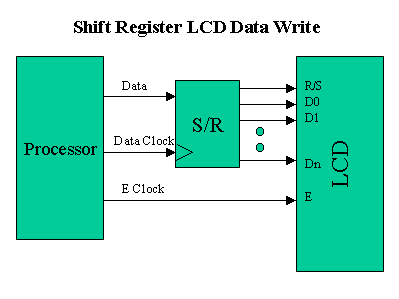 Shift Register LCD Data Write
Data
R/S
D0
S/R
D1
Data Clock
Processor
Dn
LCD
E Clock
E